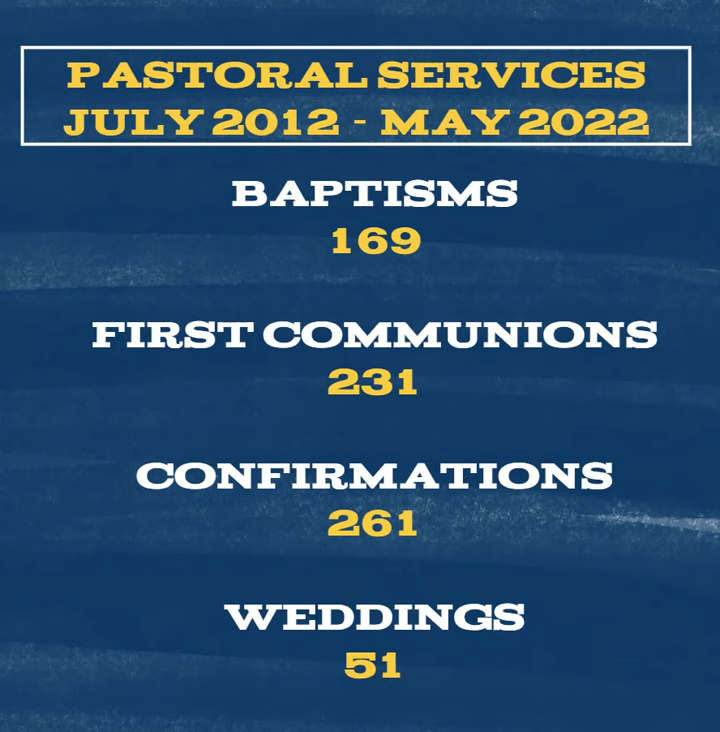 PASTORAL SERVICES
JULY 2012 - MAY 2022
BAPTISMS
169
FIRST COMMUNIONS
231
CONFIRMATIONS
261
WEDDINGS
51